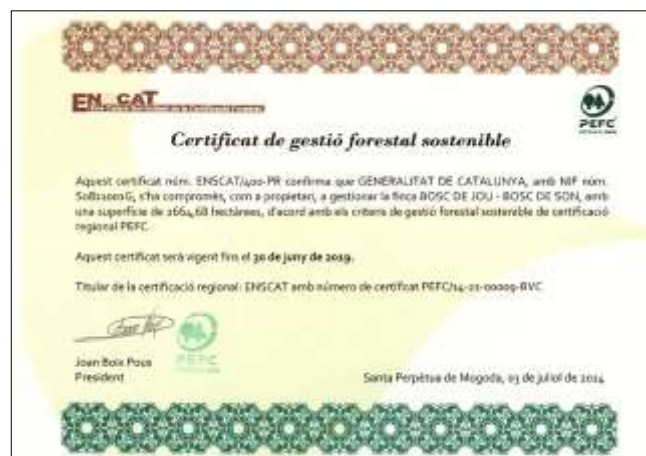 ENSCAT
PEFC
Certificat de gestió forestal sostenible
Aquest certificat núm. ENSCAT/400-PR confirma que GENERALITAT DE CATALUNYA, amb NIF núm.
S0811001G, s'ha compromès, com a propietari, a gestionar la finca BOSC DE JOU - BOSC DE SON, amb
una superfície de 2664,68 hectàrees, d'acord amb els criteris de gestió forestal sostenible de certificació
regional PEFC.
Aquest certificat serà vigent fins el 30 de juny de 2019.
Titular de la certificació regional: ENSCAT amb número de certificat PEFC/14-21-00009-BVC
PEFC
Joan Boix Pous
President
Santa Perpètua de Mogoda, 03 de juliol de 2014